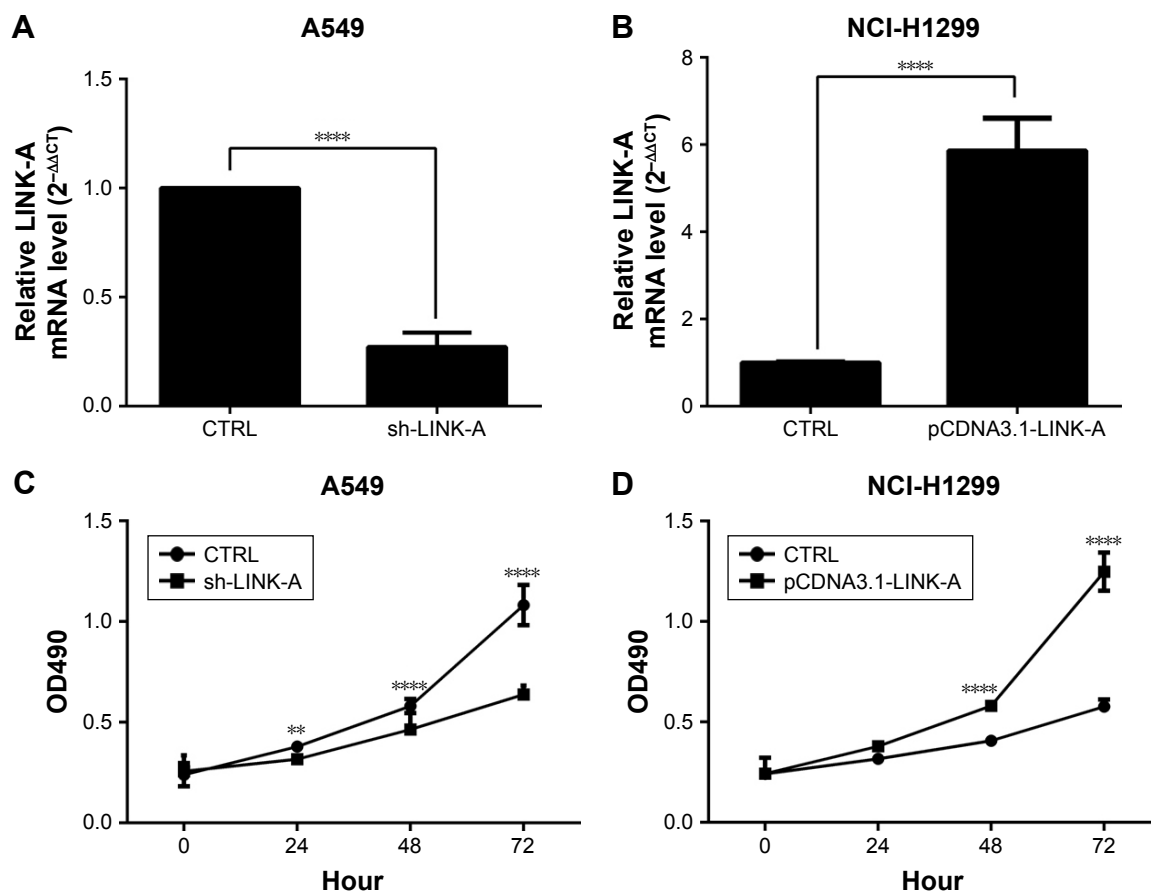 A
A549
Relative LINK-A
mRNA level (2⁻ΔΔCT)
1.5
1.0
0.5
0.0
****
CTRL
sh-LINK-A
B
NCI-H1299
Relative LINK-A
mRNA level (2⁻ΔΔCT)
8
6
4
2
0
****
CTRL
pCDNA3.1-LINK-A
C
A549
OD490
1.5
1.0
0.5
0.0
CTRL
sh-LINK-A
**
****
****
0
24
48
72
Hour
D
NCI-H1299
OD490
1.5
1.0
0.5
0.0
CTRL
pCDNA3.1-LINK-A
****
****
0
24
48
72
Hour